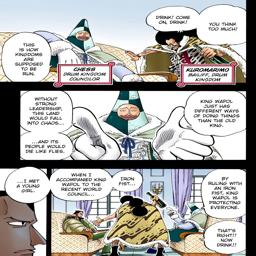 DRINK! COME
ON, DRINK!
YOU THINK
TOO MUCH!
THIS IS
HOW
KINGDOMS
ARE
SUPPOSED
TO BE
RUN.
CHESS
DRUM KINGDOM
COUNCILOR
KUROMARIMO
BAILIFF, DRUM
KINGDOM
WITHOUT
STRONG
LEADERSHIP,
THIS LAND
WOULD FALL
INTO CHAOS...
KING WAPOL
JUST HAS
DIFFERENT WAYS
OF DOING THINGS
THAN THE OLD
KING.
...AND ITS
PEOPLE WOULD
DIE LIKE FLIES.
...I MET
A YOUNG
GIRL.
WHEN I
ACCOMPANIED KING
WAPOL TO THE
RECENT WORLD
COUNCIL...
BY
RULING WITH
AN IRON
FIST, KING
WAPOL IS
PROTECTING
EVERYONE.
IRON
FIST...
THAT'S
RIGHT!!
NOW
DRINK!!